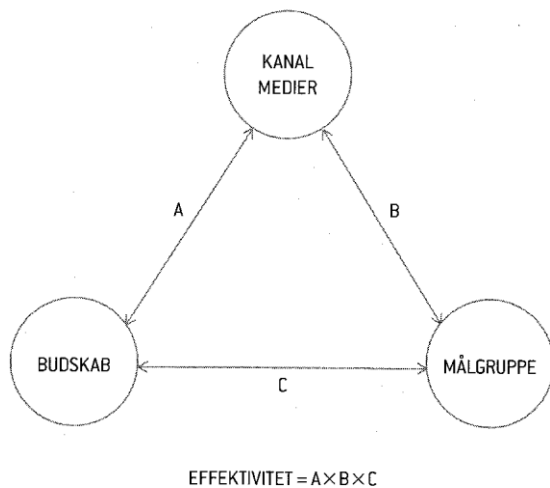 KANAL
MEDIER
A
B
BUDSKAB
MÅLGRUPPE
C
EFFEKTIVITET = A×B×C